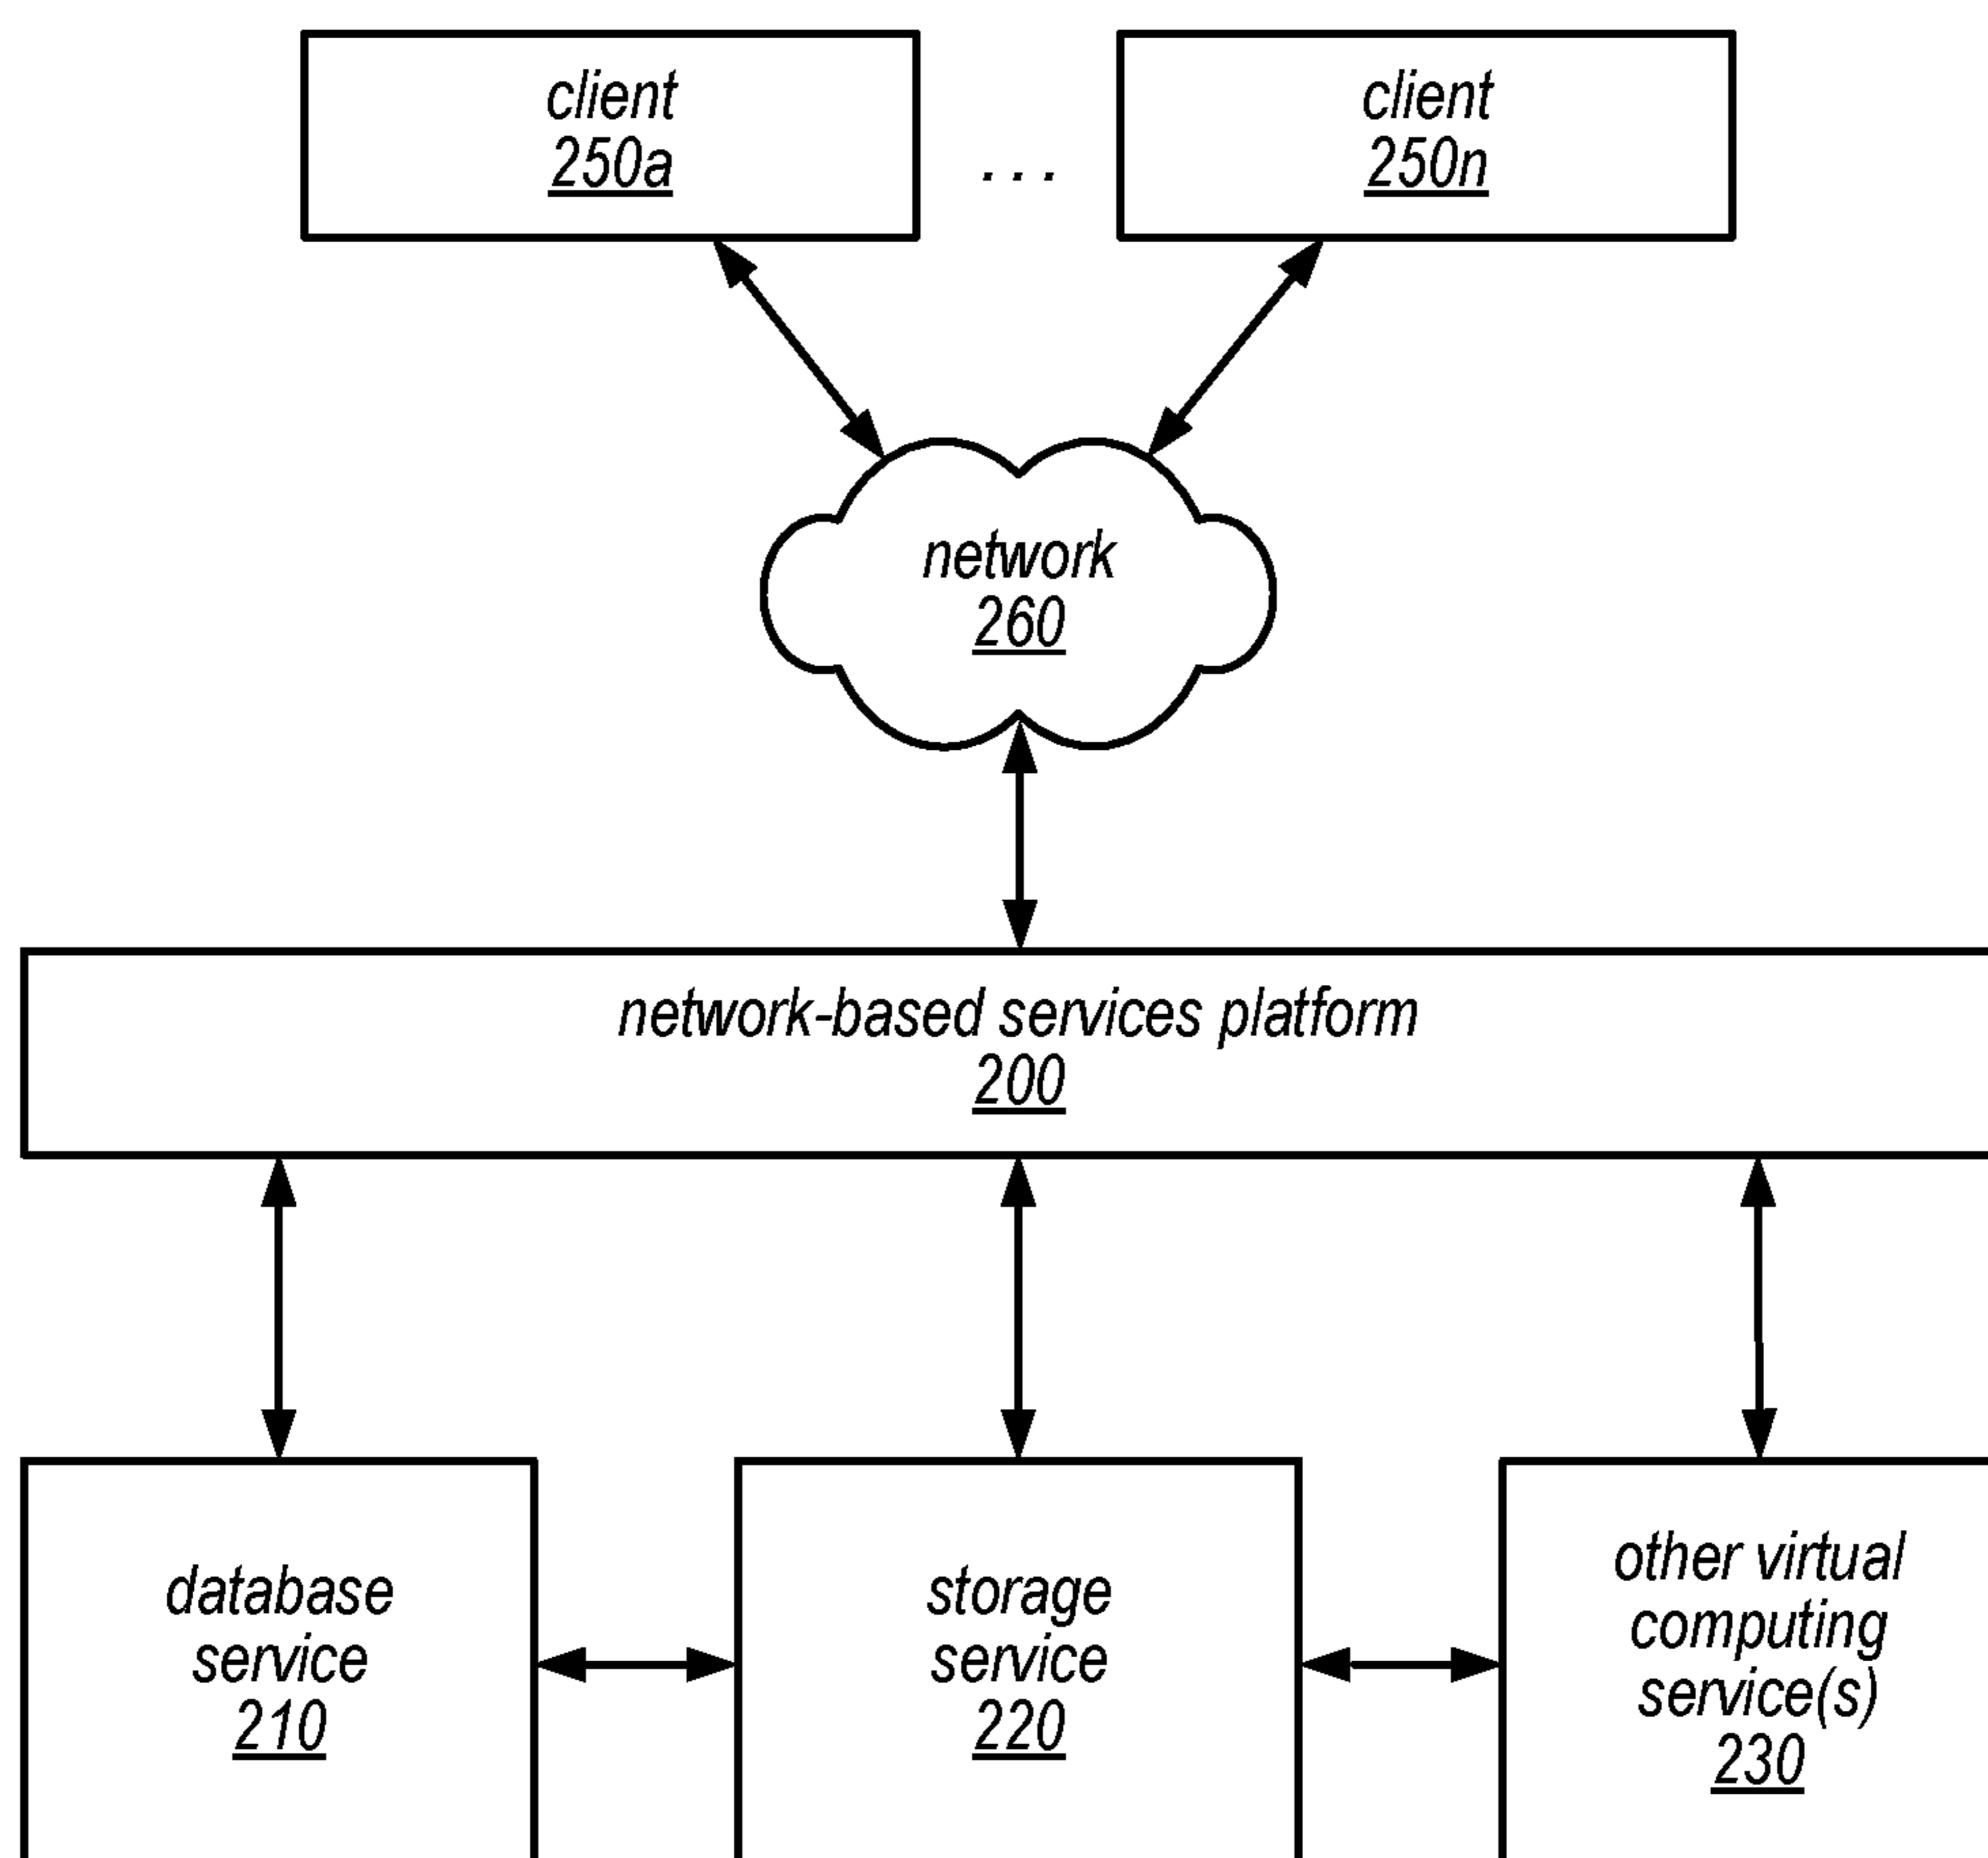 client
250a
. . .
client
250n
network
260
network-based services platform
200
database
service
210
storage
service
220
other virtual
computing
service(s)
230